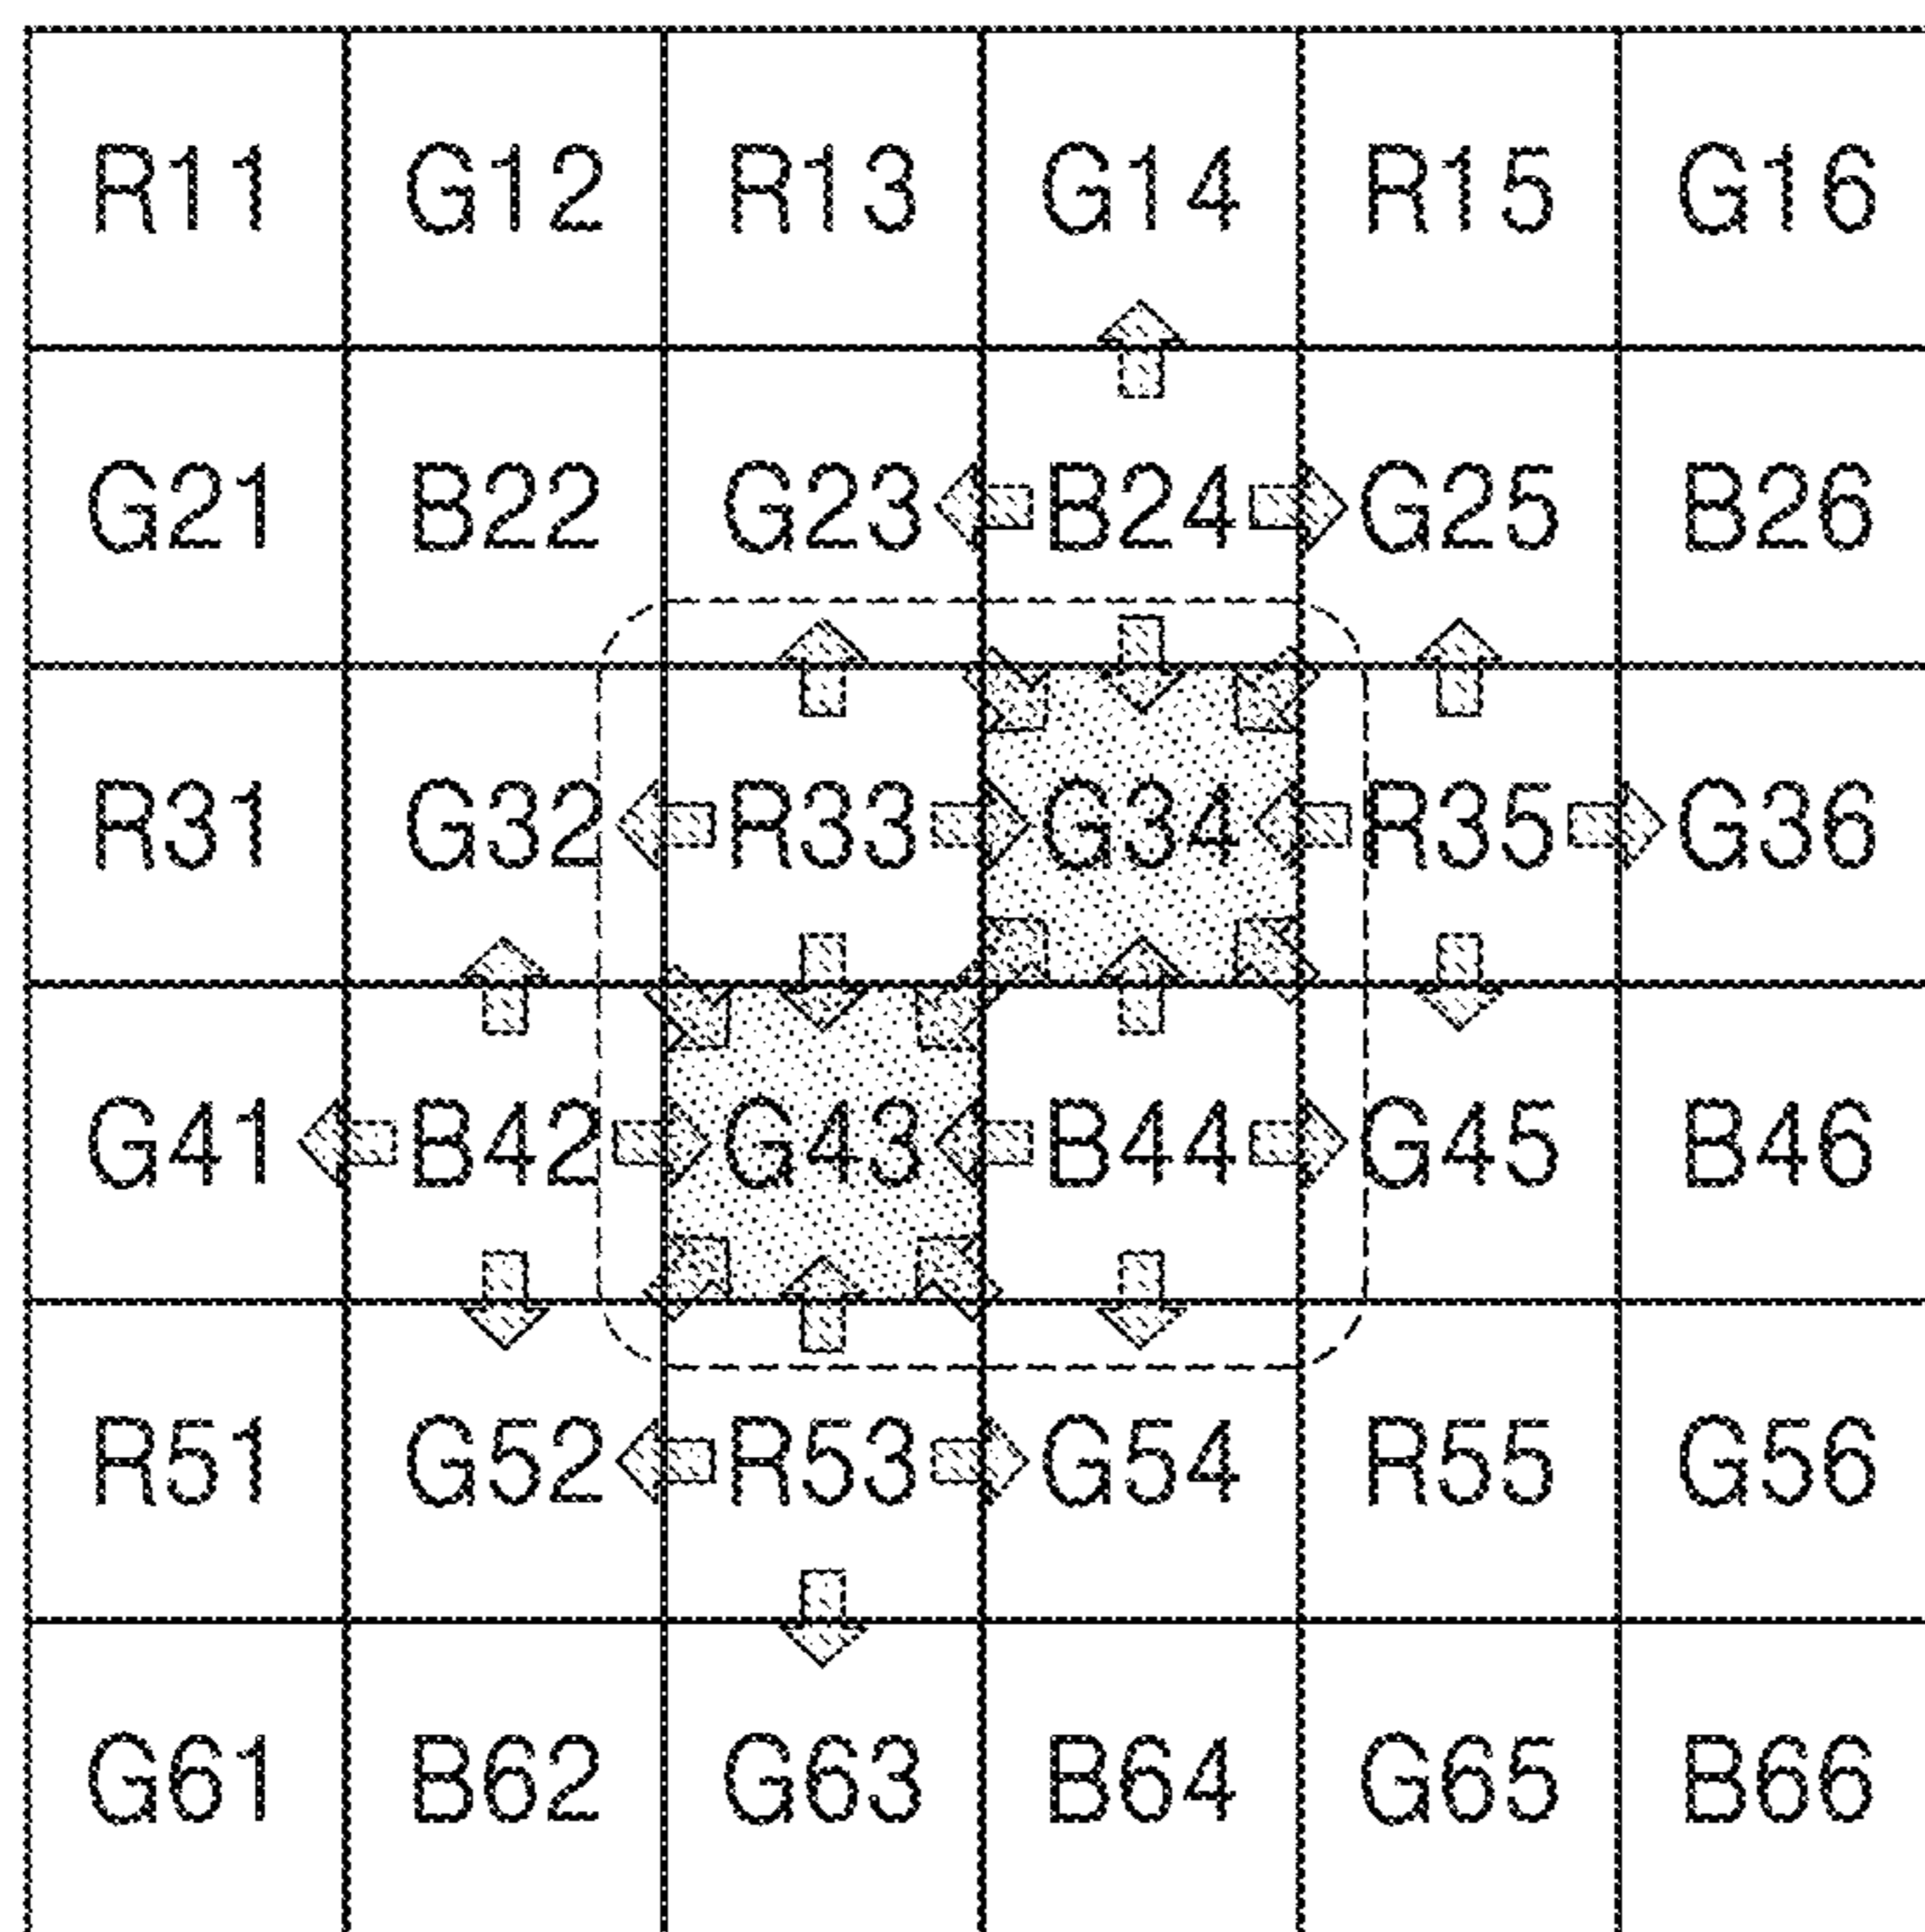 R11 G12 R13 G14 R15 G16
G21 B22 G23 B24 G25 B26
R31 G32 R33 G34 R35 G36
G41 B42 G43 B44 G45 B46
R51 G52 R53 G54 R55 G56
G61 B62 G63 B64 G65 B66